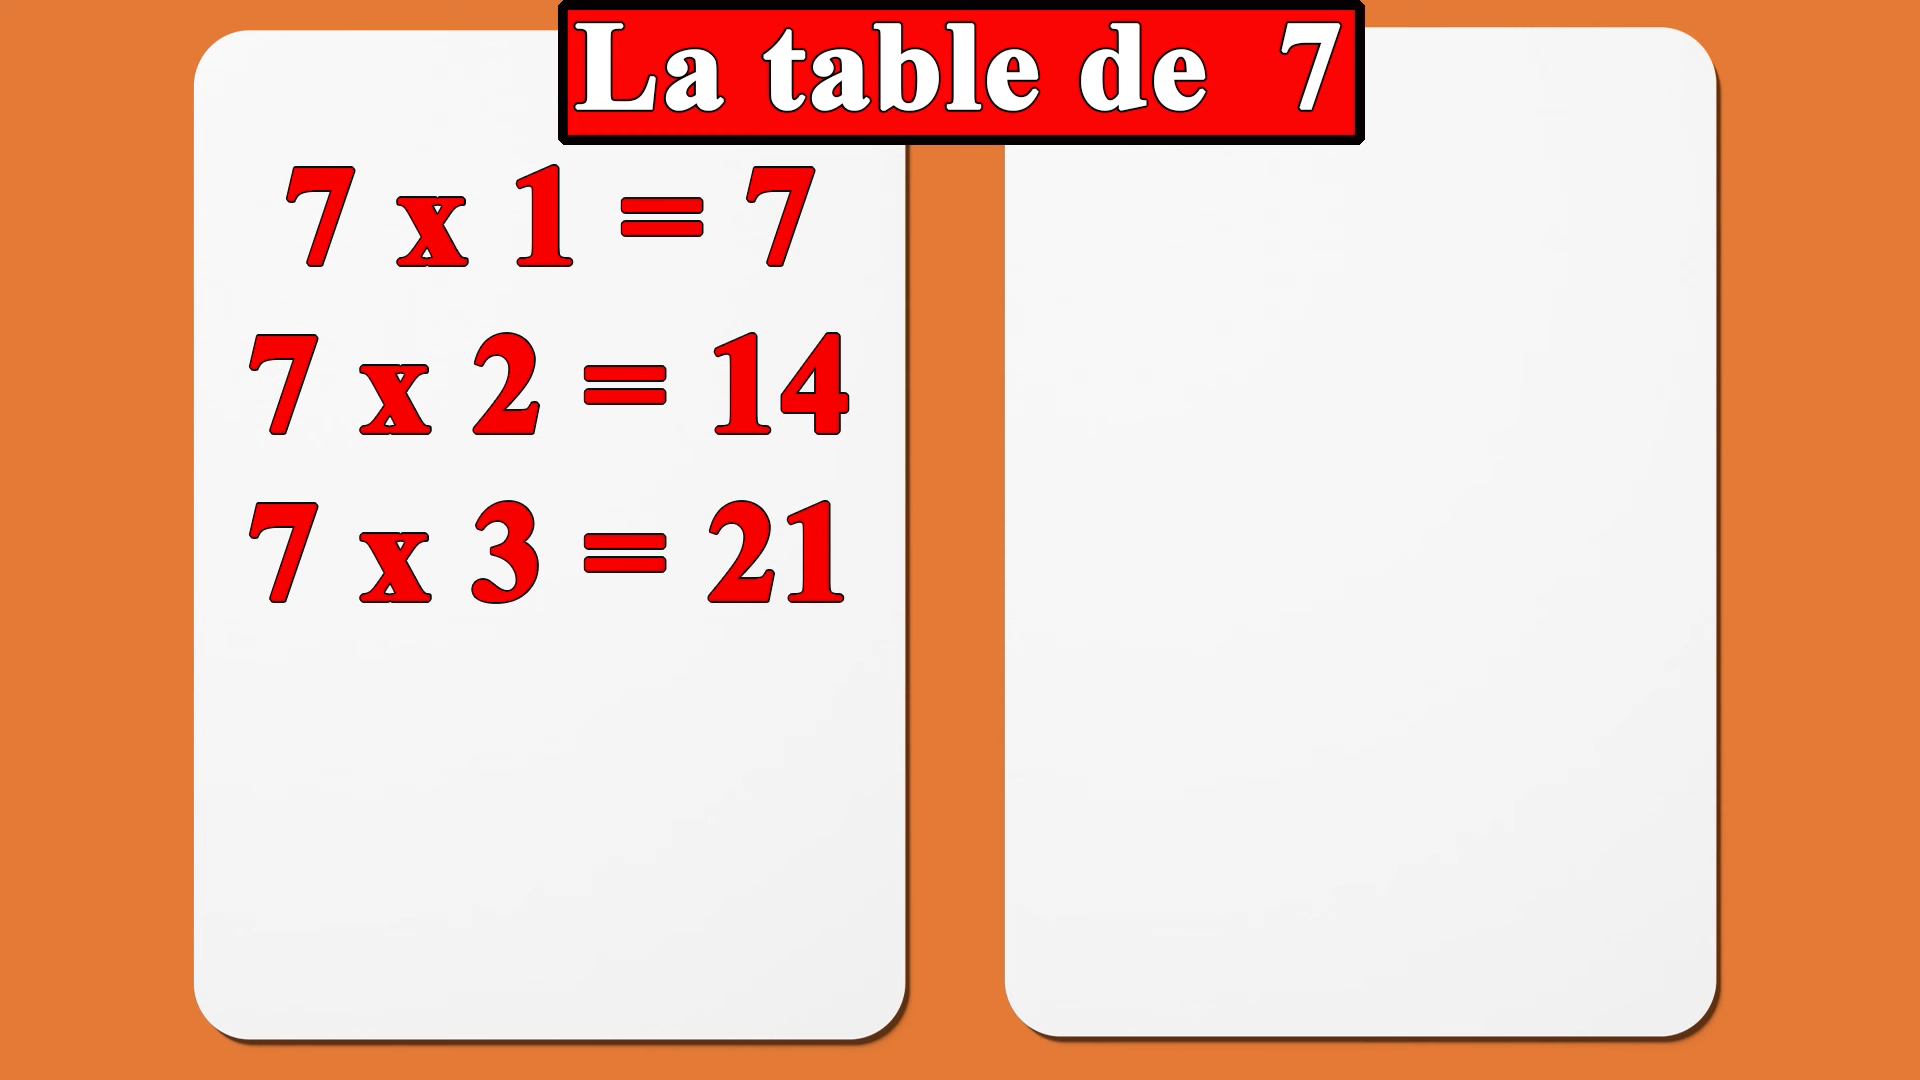 La table de 7
7 x 1 = 7
7 x 2 = 14
7 x 3 = 21